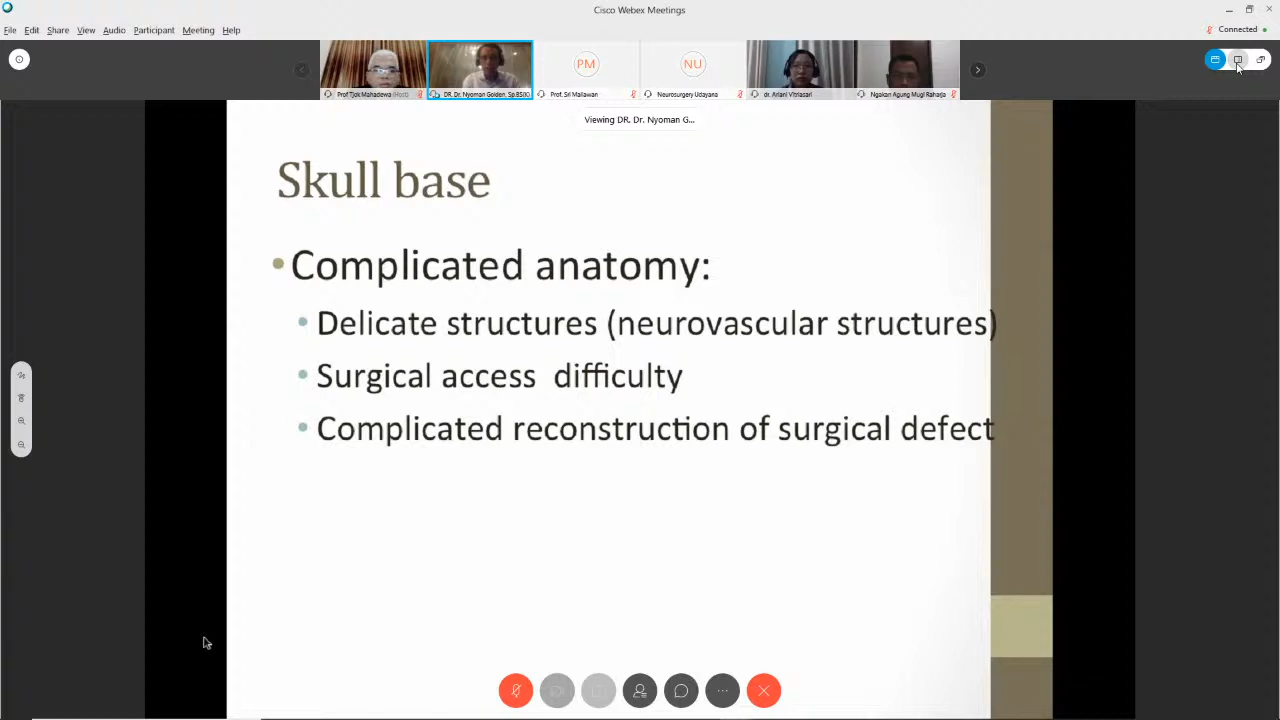 Cisco Webex Meetings
File Edit Share View Audio Participant Meeting Help
Connected
PM
NU
Prof Tjok Mahadewa (Host)
DR. Dr. Nyoman Golden, Sp.BS(K)
Prof. Sri Maliawan
Neurosurgery Udayana
dr. Ariani Vitriasari
Ngakan Agung Mugi Raharja
Viewing DR. Dr. Nyoman G...
Skull base
• Complicated anatomy:
• Delicate structures (neurovascular structures)
• Surgical access difficulty
• Complicated reconstruction of surgical defect